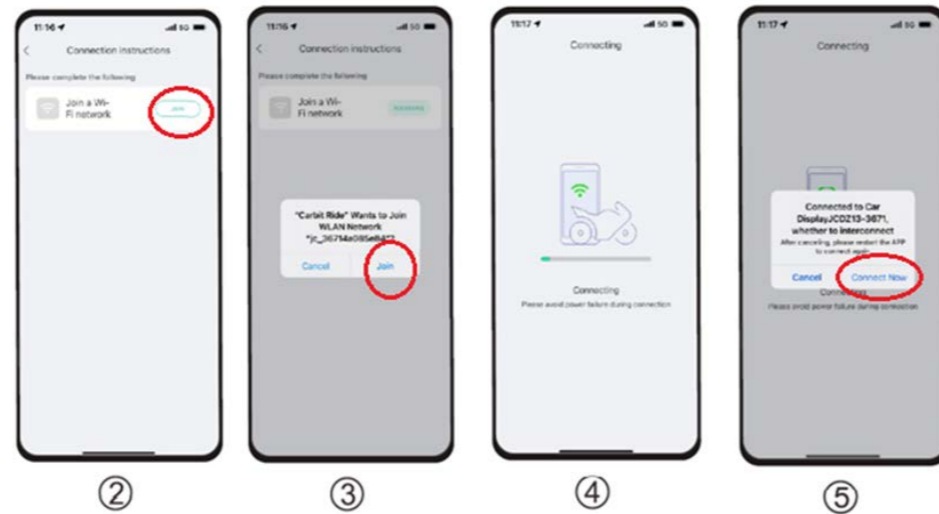 11:16
5G
Connection instructions
Please complete the following
Join a Wi-
Fi network
Join
②
11:16
5G
Connection instructions
Please complete the following
Join a Wi-
Fi network
"Carbit Ride" Wants to Join
WLAN Network
Cancel
Join
③
11:17
5G
Connecting
Connecting
Please avoid power failure during connection
④
11:17
5G
Connecting
Connected to Car
DisplayJCDZ13-3671,
whether to interconnect
After canceling, please restart the APP
to connect again
Cancel
Connect Now
Connecting
Please avoid power failure during connection
⑤